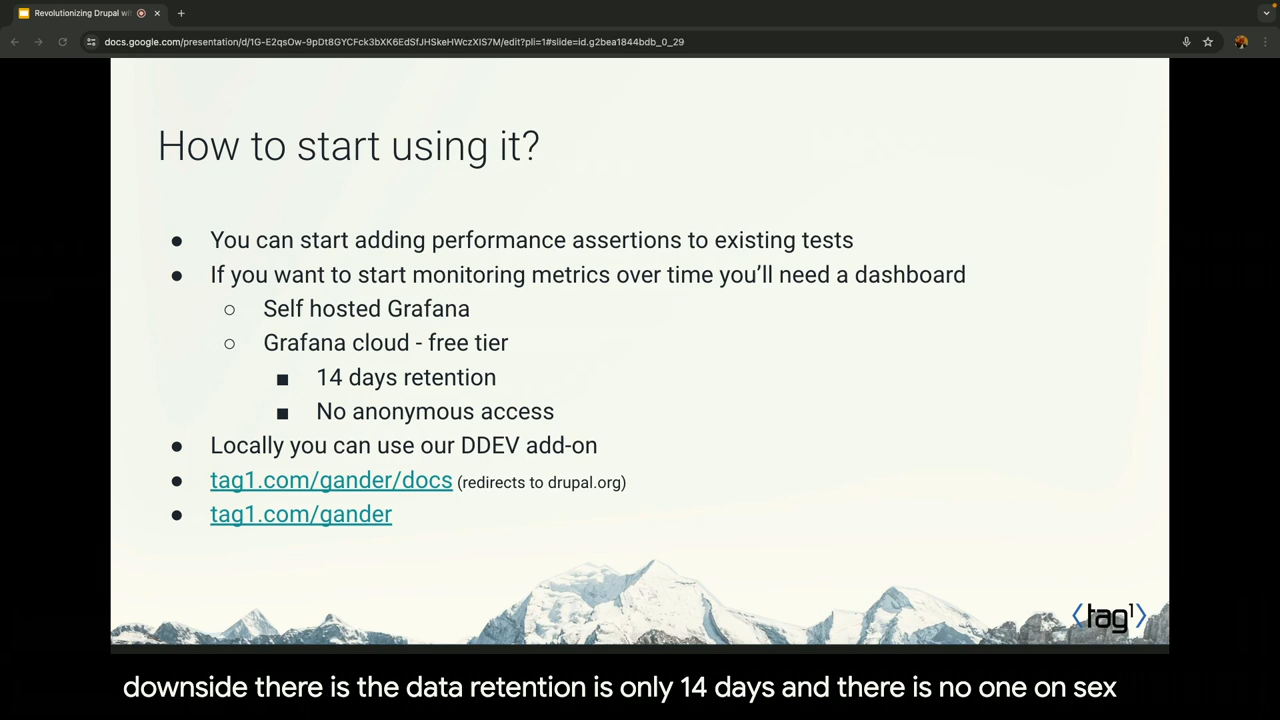 Revolutionizing Drupal wit
docs.google.com/presentation/d/1G-E2qsOw-9pDt8GYCFck3bXK6EdSfJHSkeHWczXIS7M/edit?pli=1#slide=id.g2bea1844bdb_0_29
How to start using it?
● You can start adding performance assertions to existing tests
● If you want to start monitoring metrics over time you’ll need a dashboard
○ Self hosted Grafana
○ Grafana cloud - free tier
■ 14 days retention
■ No anonymous access
● Locally you can use our DDEV add-on
● tag1.com/gander/docs (redirects to drupal.org)
● tag1.com/gander
⟨tag1⟩
downside there is the data retention is only 14 days and there is no one on sex